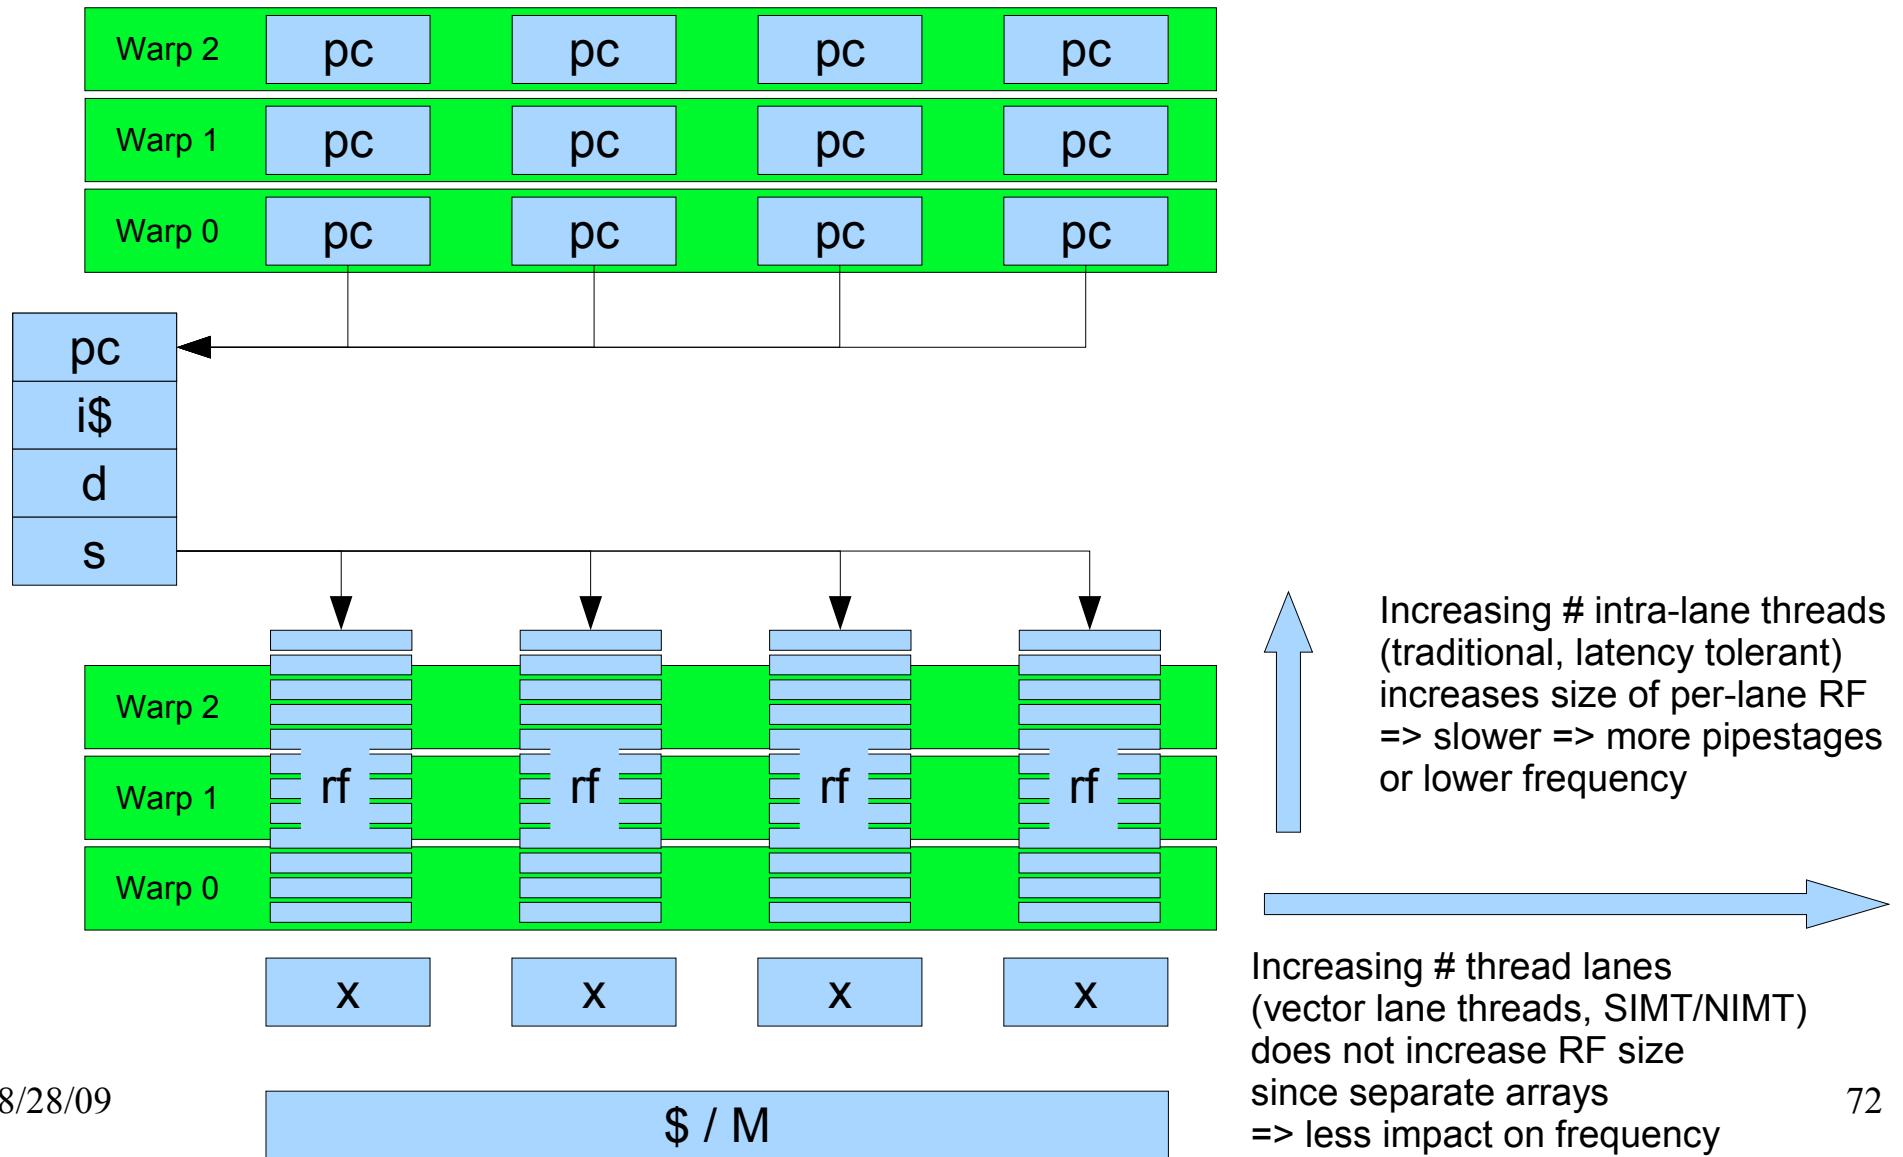 Warp 2 pc pc pc pc
Warp 1 pc pc pc pc
Warp 0 pc pc pc pc
pc
i$
d
s
Increasing # intra-lane threads
(traditional, latency tolerant)
increases size of per-lane RF
=> slower => more pipestages
or lower frequency
Warp 2
Warp 1 rf rf rf rf
Warp 0
x x x x
Increasing # thread lanes
(vector lane threads, SIMT/NIMT)
does not increase RF size
since separate arrays
=> less impact on frequency
8/28/09
$ / M
72